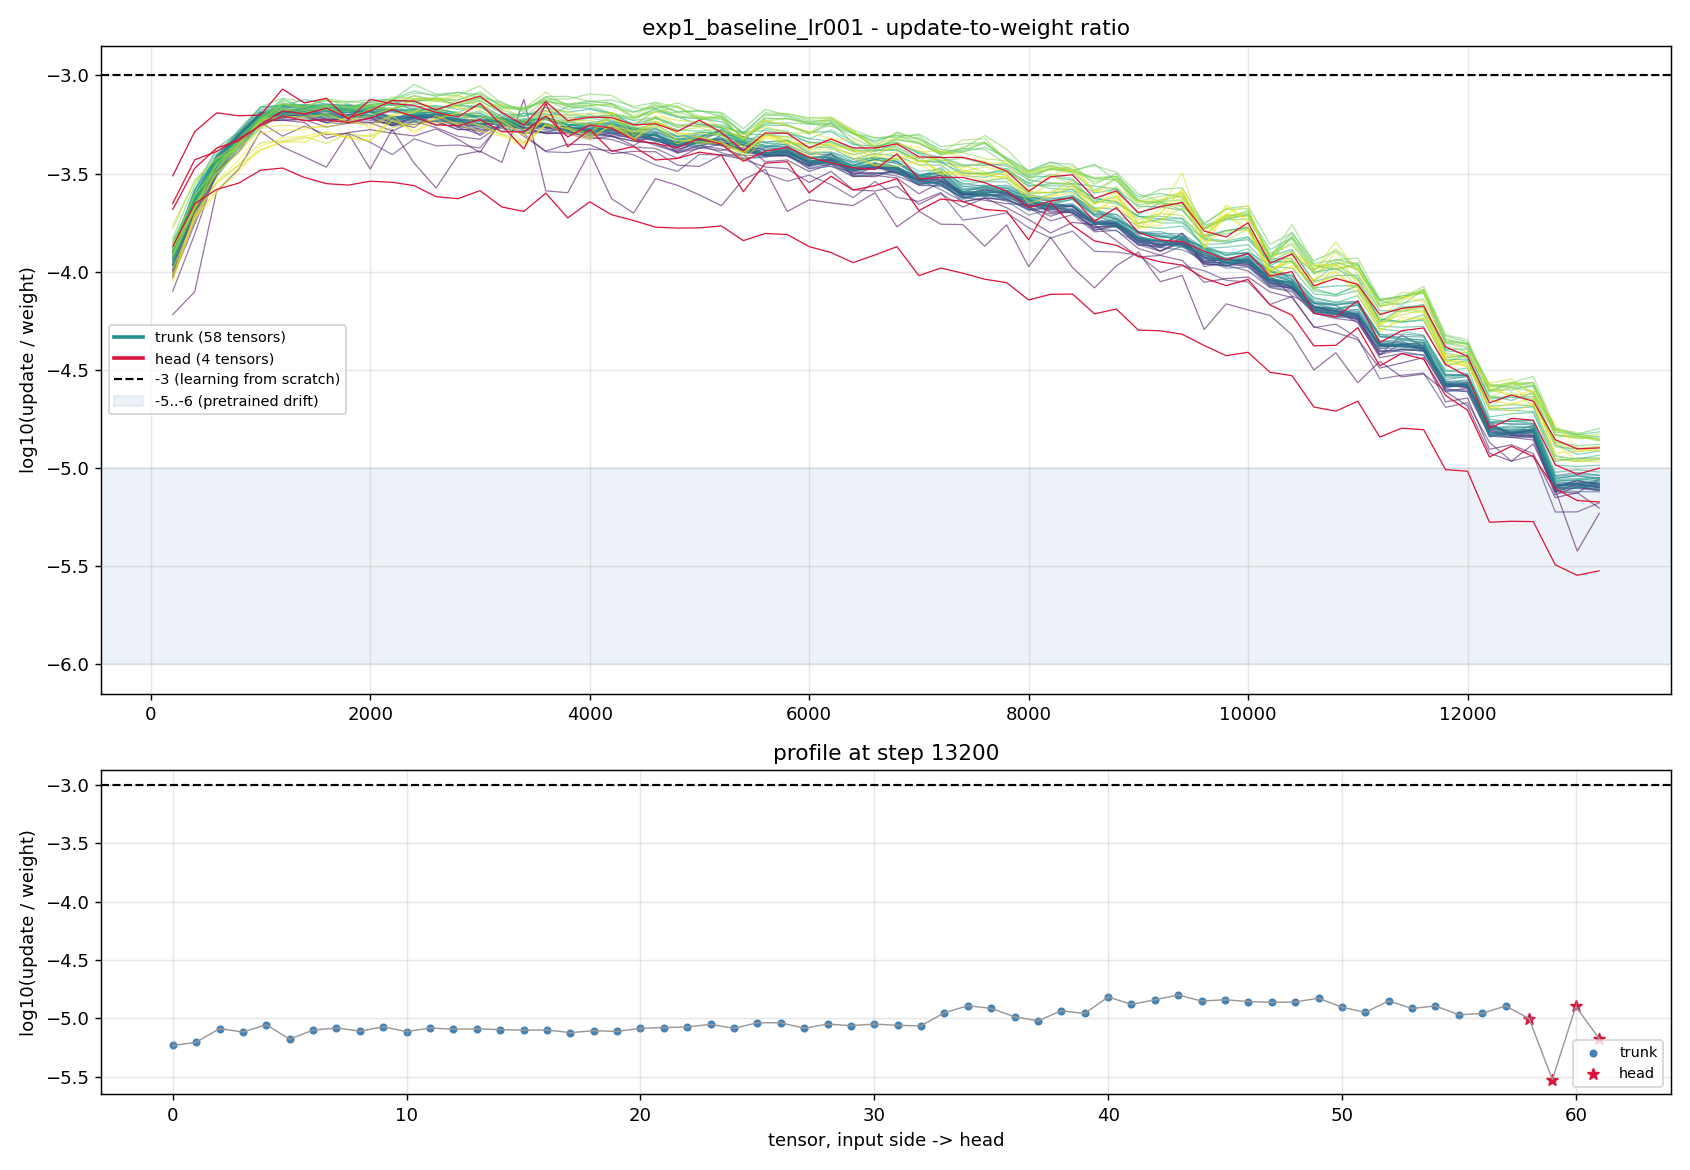 exp1_baseline_lr001 - update-to-weight ratio
log10(update / weight)
−3.0
−3.5
−4.0
−4.5
−5.0
−5.5
−6.0
trunk (58 tensors)
head (4 tensors)
-3 (learning from scratch)
-5..-6 (pretrained drift)
0 2000 4000 6000 8000 10000 12000
profile at step 13200
log10(update / weight)
−3.0
−3.5
−4.0
−4.5
−5.0
−5.5
trunk
head
0 10 20 30 40 50 60
tensor, input side -> head